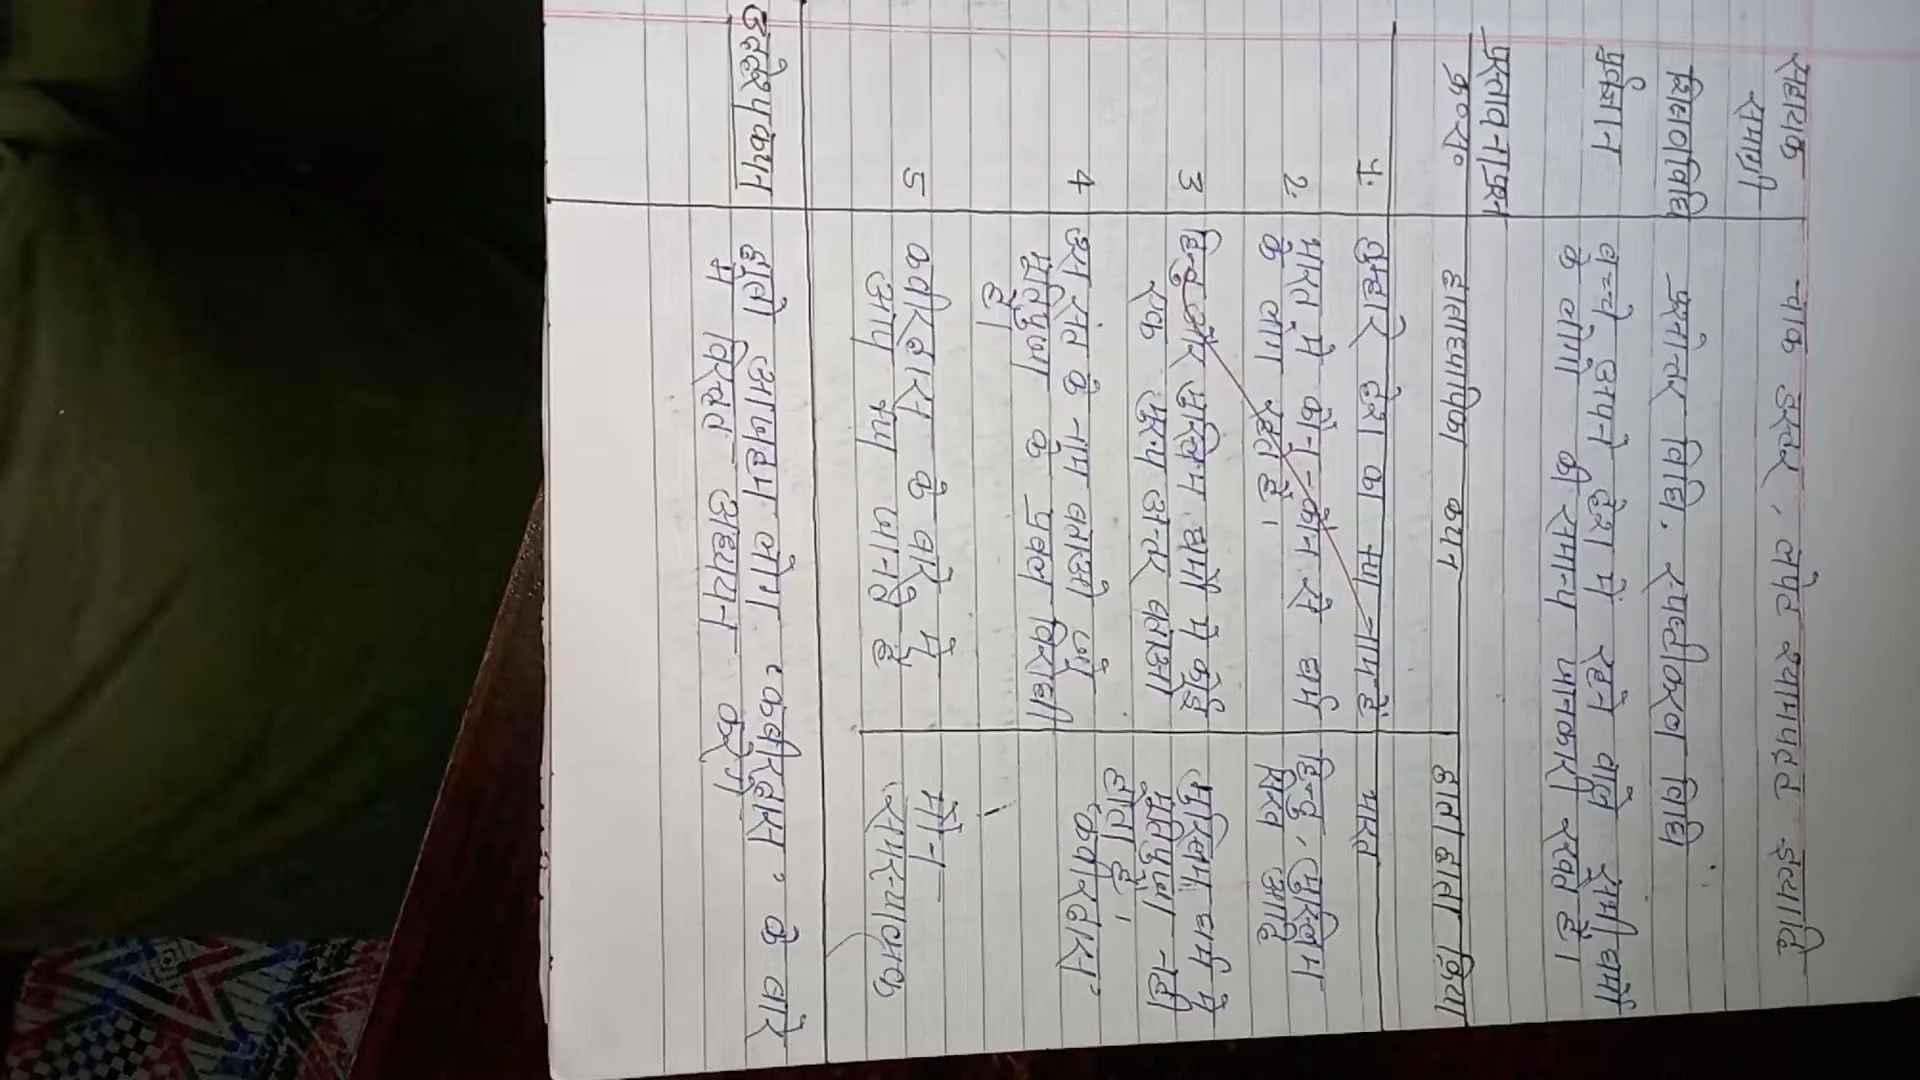 सहायक
सामाग्री
चाक डस्टर, लपेट श्यामपट्ट इत्यादि
शिक्षणविधि
प्रश्नोत्तर विधि. स्पष्टीकरण विधि
पुर्वज्ञान
बच्चे अपने देश में रहने वाले सभी धर्मो
के लोगो की समान्य जानकारी रखते है।
प्रस्तावना प्रश्न
क्र०सं०
छात्राध्यापिका कथन
छात्र छात्रा क्रिया
1. तुम्हारे देश का क्या नाम है
भारत
2. भारत मे कौन-कौन से धर्म
के लोग रहते है।
हिन्दु, मुस्लिम
सिख आदि
3 हिन्दु और मुस्लिम धर्मो मे कोई
एक मुख्य अन्तर बताओ
मुस्लिम धर्म मे
मूर्तिपुजा नही
होता है।
4 उस संत के नाम बताओ जो
मूर्तिपुजा के प्रबल विरोधी
है।
"कबीरदास"
5 कबीरदास के बारे मे
आप क्या जानते है
मौन-
समस्यात्मक
उद्देश्य कथन
छात्रो आज हम लोग "कबीरदास" के बारे
मे विस्तृत अध्ययन करेगे